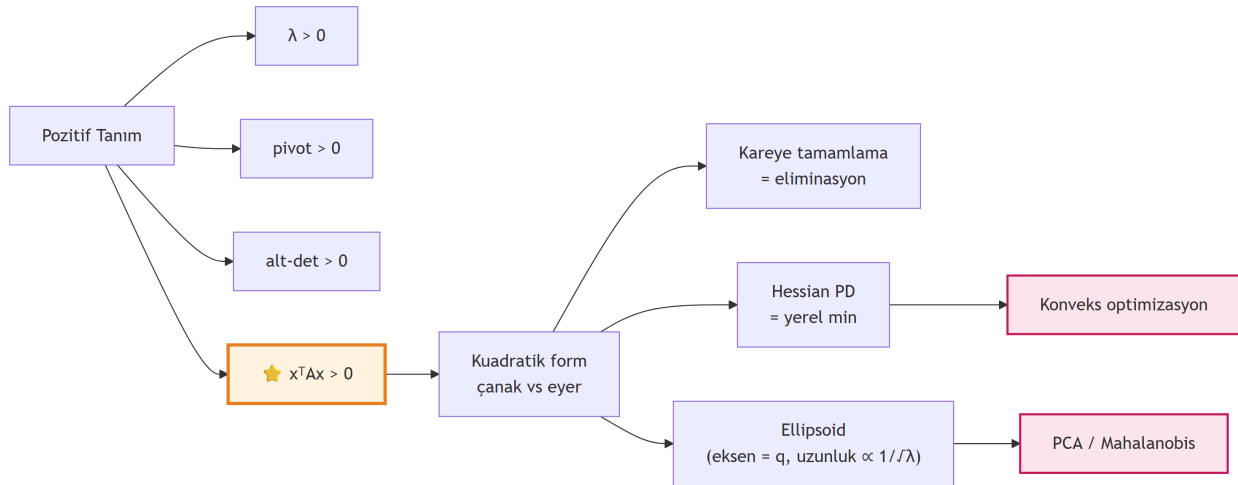 Pozitif Tanım
λ > 0
pivot > 0
alt-det > 0
⭐ xᵀAx > 0
Kuadratik form
çanak vs eyer
Kareye tamamlama
= eliminasyon
Hessian PD
= yerel min
Ellipsoid
(eksen = q, uzunluk ∝ 1/√λ)
Konveks optimizasyon
PCA / Mahalanobis